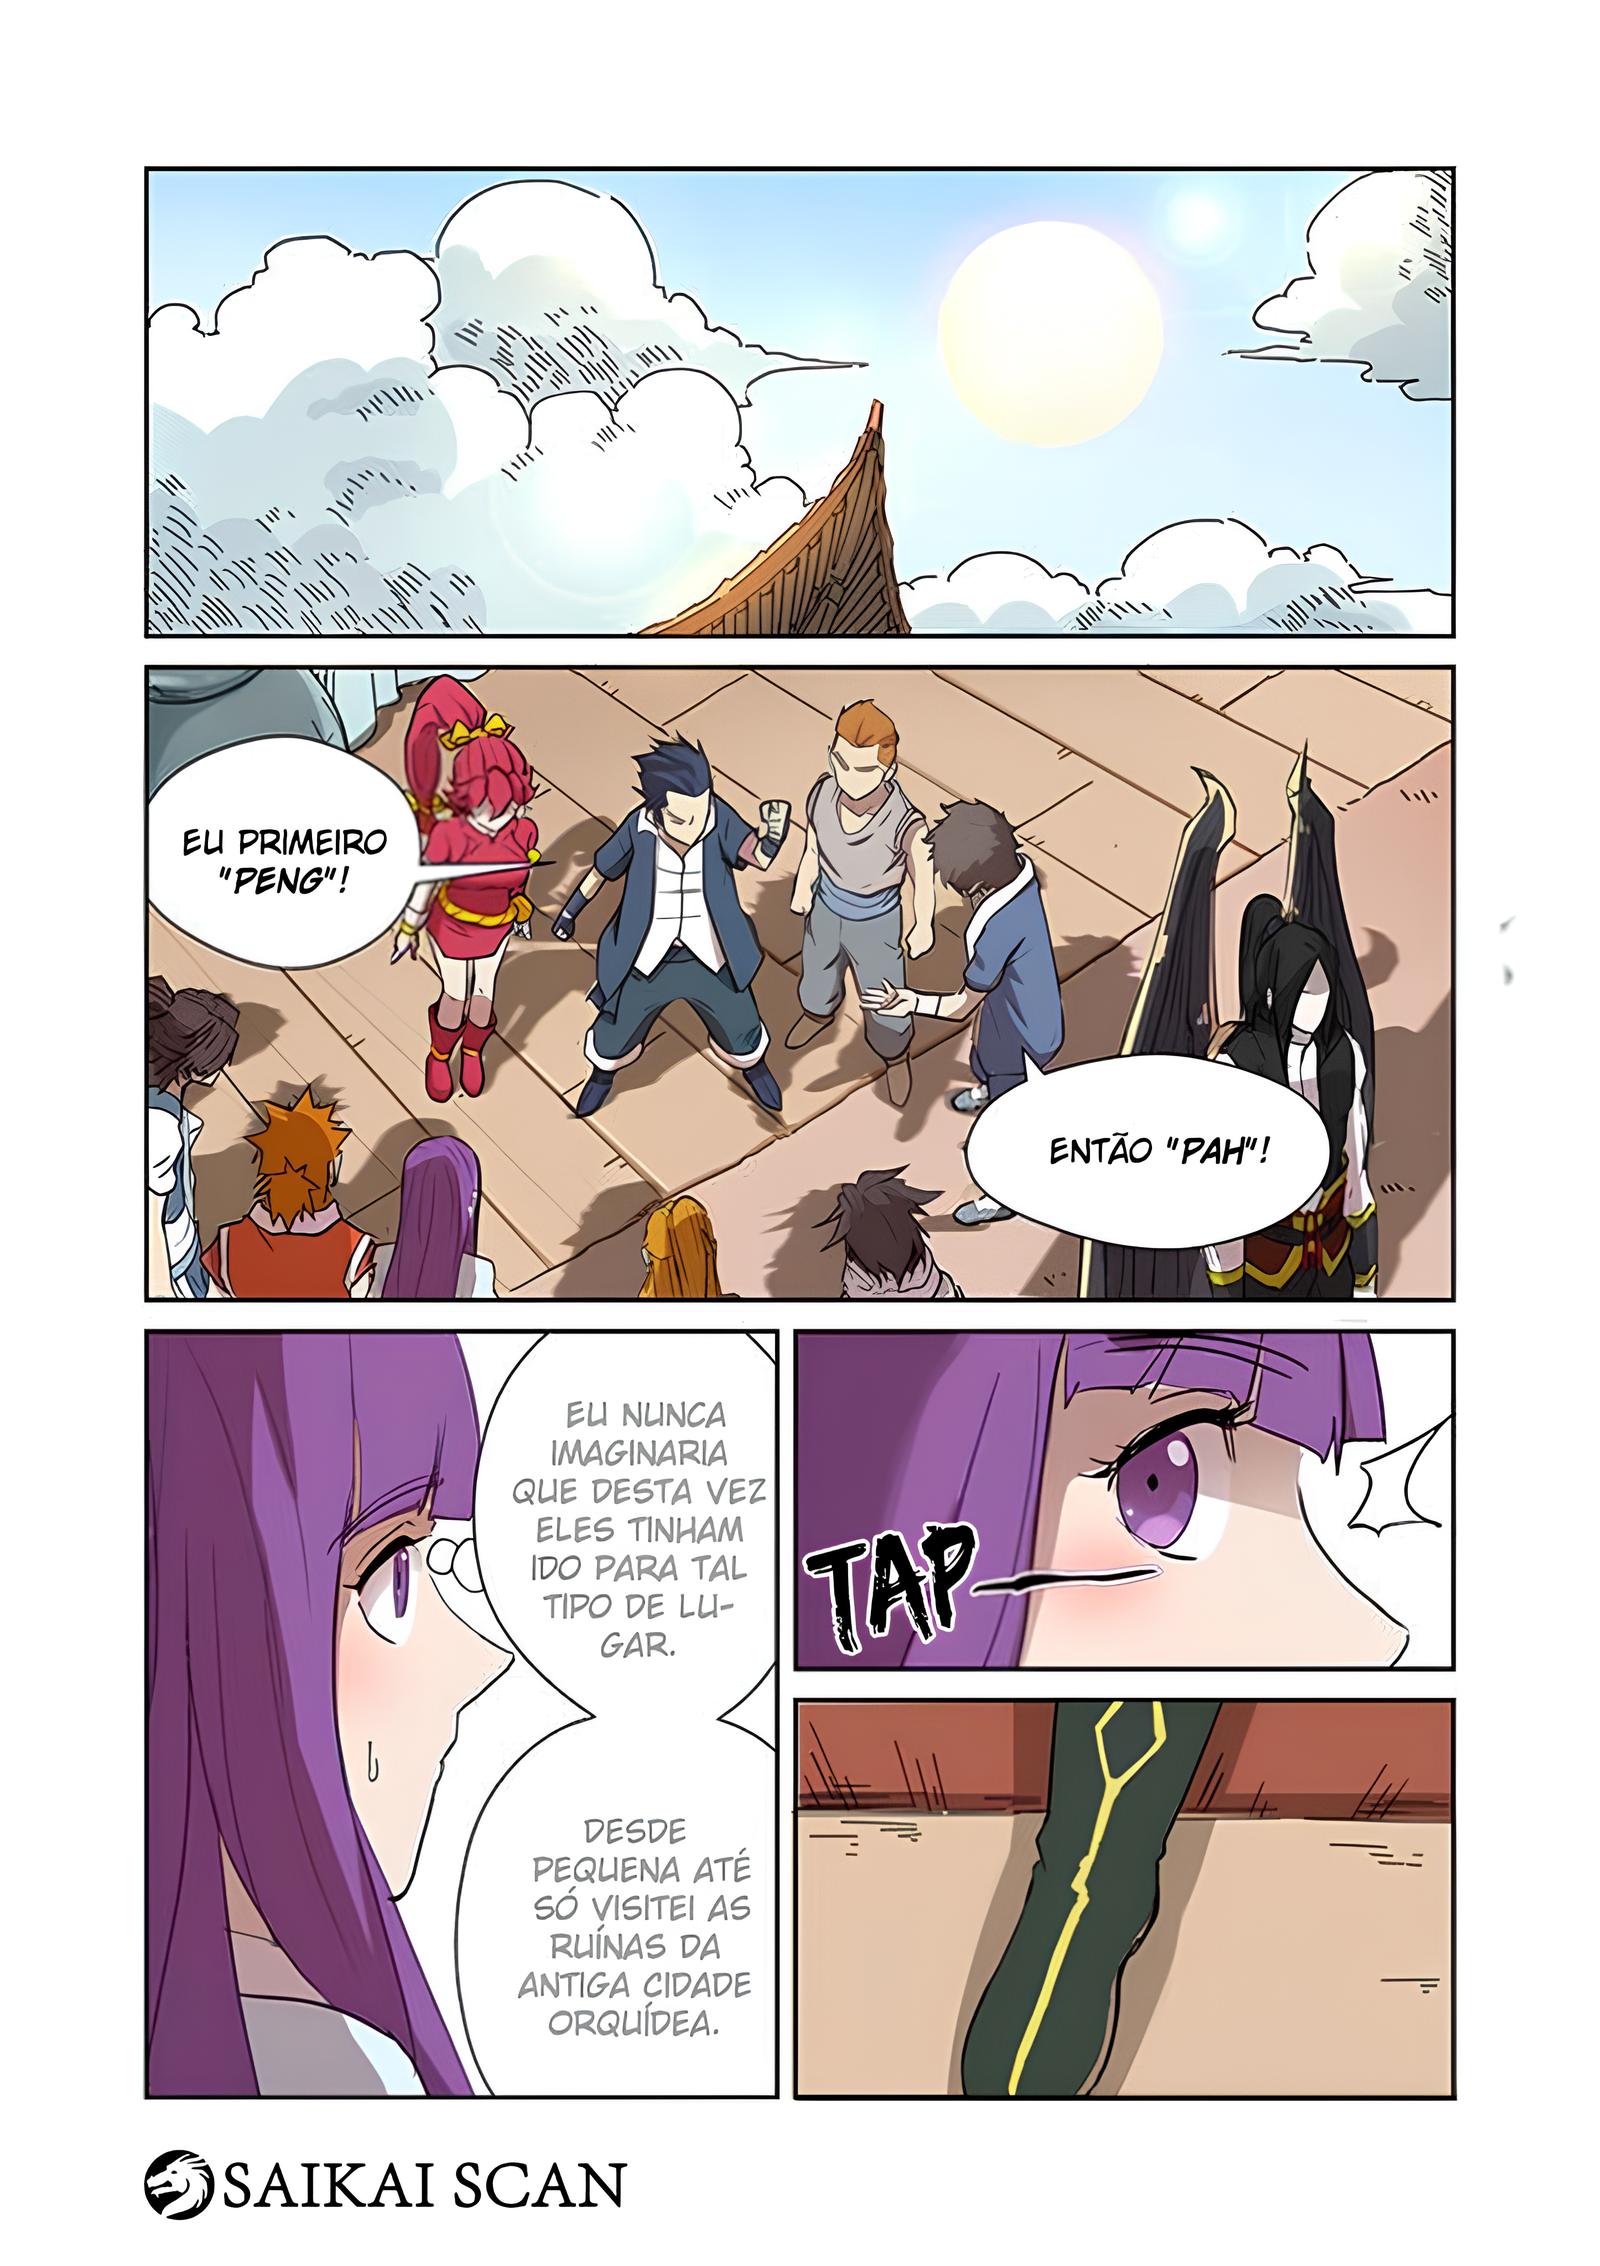 EU PRIMEIRO
"PENG"!
ENTÃO "PAH"!
EU NUNCA
IMAGINARIA
QUE DESTA VEZ
ELES TINHAM
IDO PARA TAL
TIPO DE LU-
GAR.
DESDE
PEQUENA ATÉ
SÓ VISITEI AS
RUÍNAS DA
ANTIGA CIDADE
ORQUÍDEA.
TAP
SAIKAI SCAN